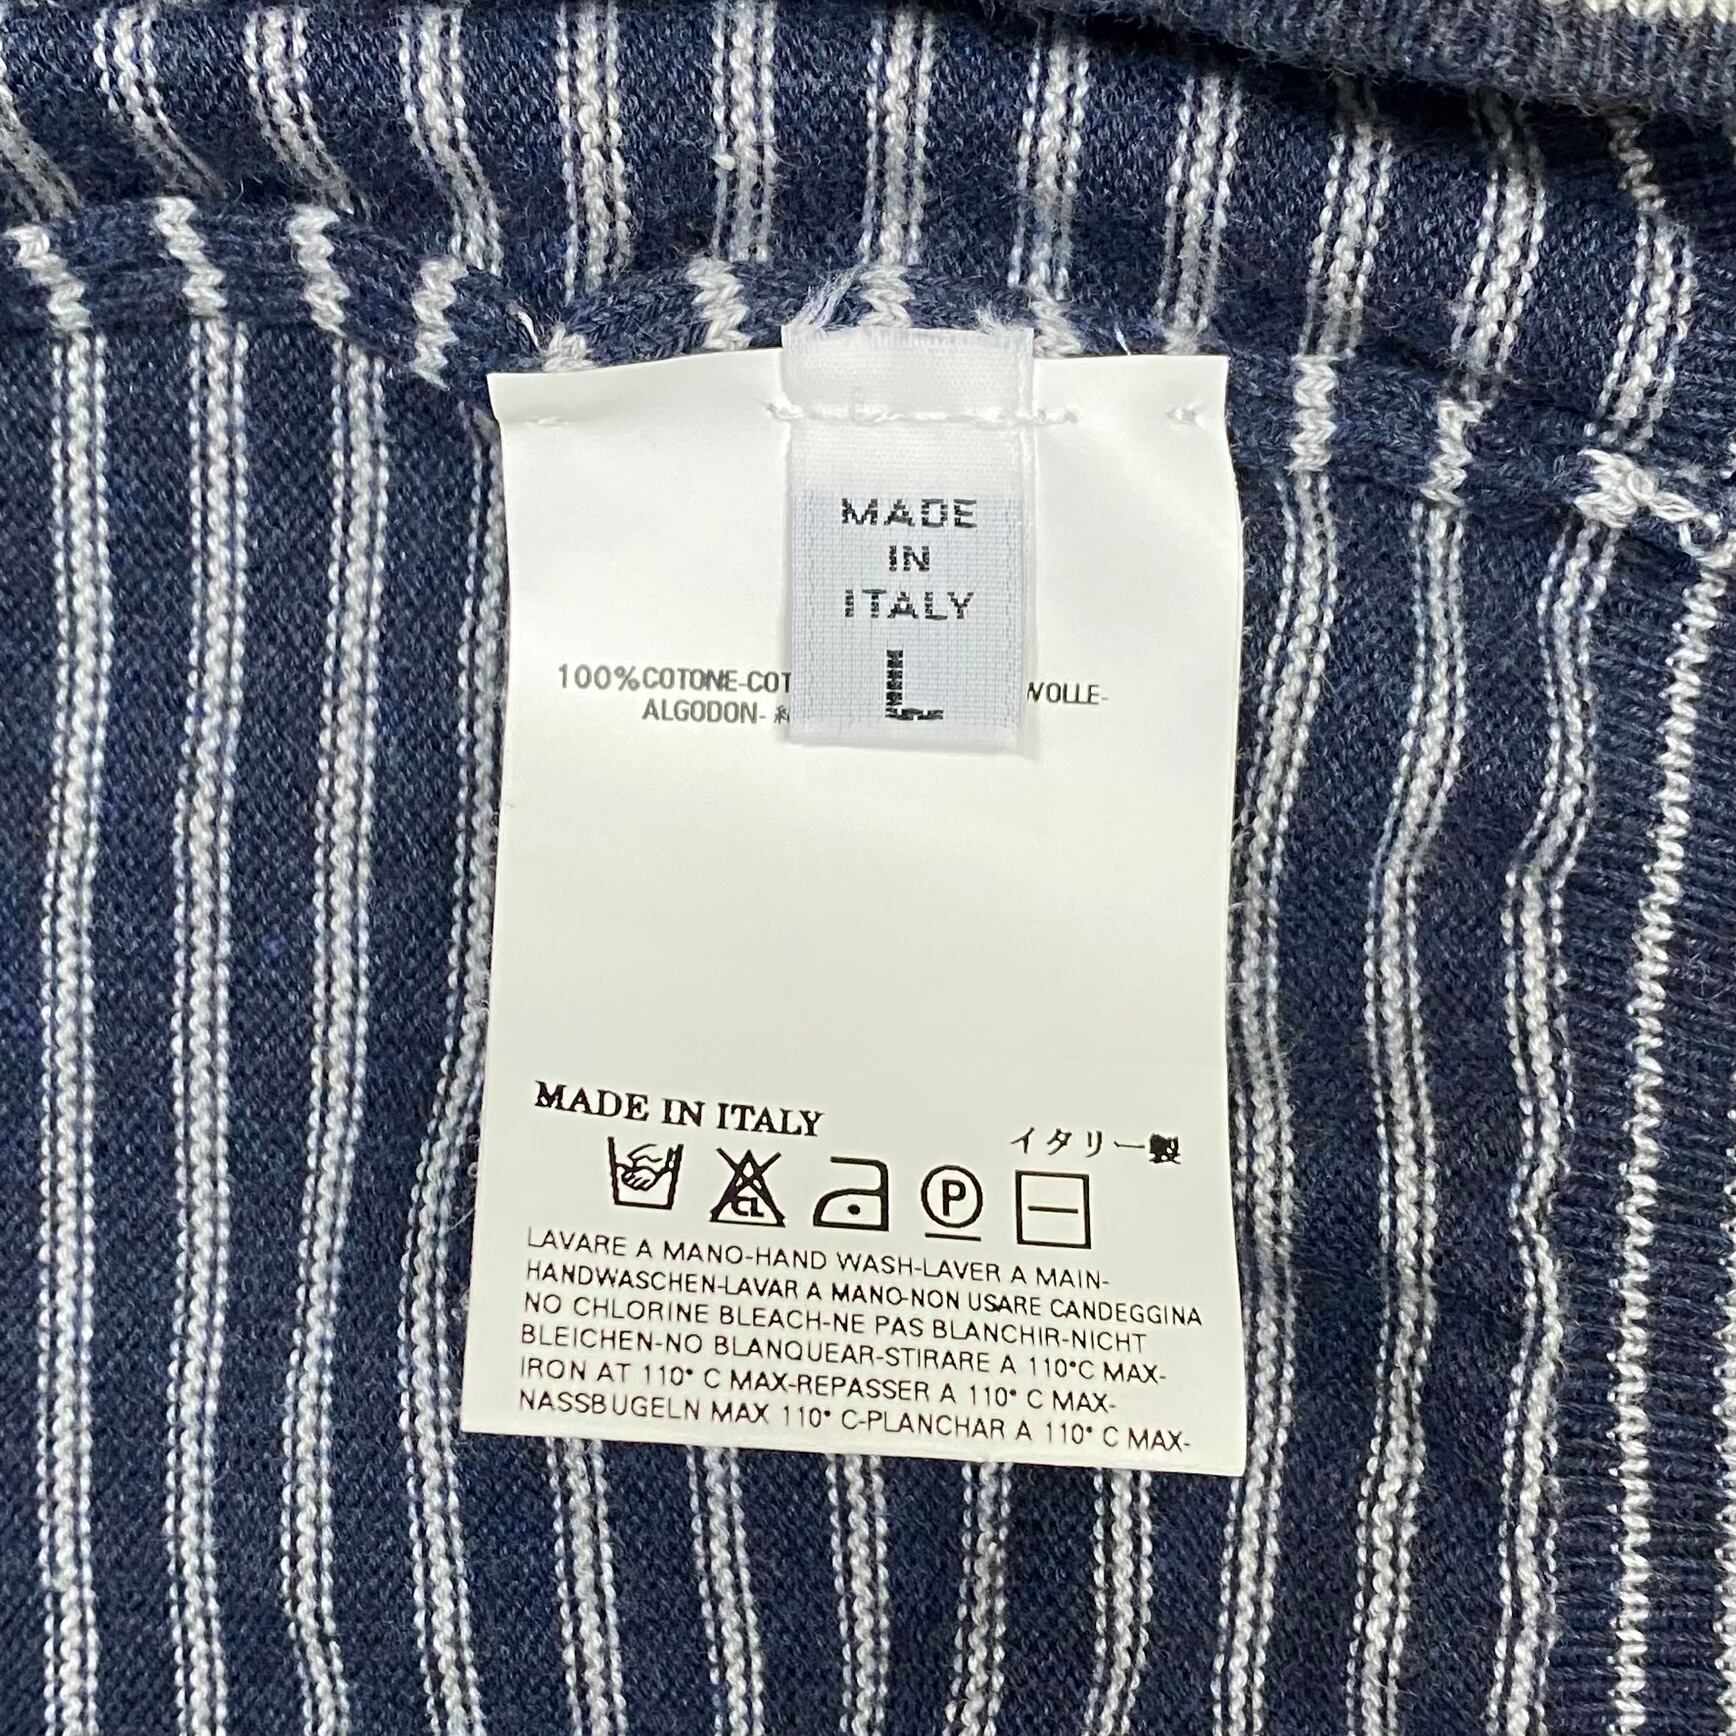 MADE
IN
ITALY
L
100%COTONE-COT
ALGODON-
MADE IN ITALY
イタリー製
CL
P
LAVARE A MANO-HAND WASH-LAVER A MAIN-
HANDWASCHEN-LAVAR A MANO-NON USARE CANDEGGINA
NO CHLORINE BLEACH-NE PAS BLANCHIR-NICHT
BLEICHEN-NO BLANQUEAR-STIRARE A 110°C MAX-
IRON AT 110° C MAX-REPASSER A 110° C MAX-
NASSBUGELN MAX 110° C-PLANCHAR A 110° C MAX-